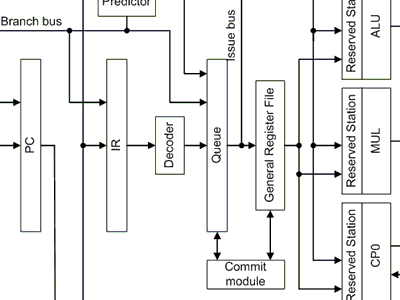 Predictor
Branch bus
Issue bus
PC
IR
Decoder
Queue
General Register File
Reserved Station
ALU
Reserved Station
MUL
Reserved Station
CP0
Commit
module